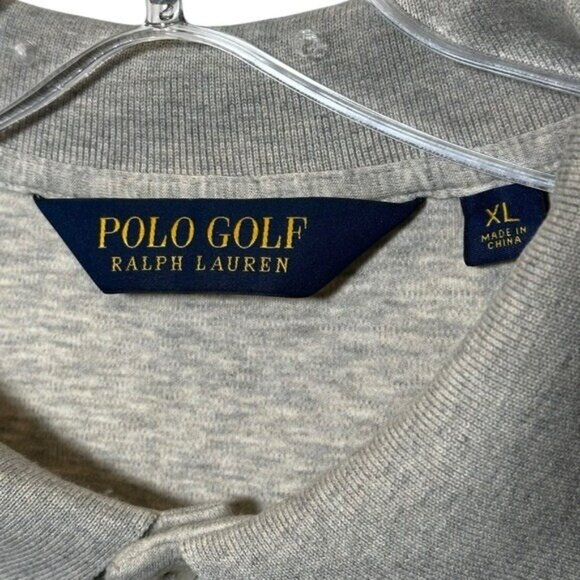 POLO GOLF
RALPH LAUREN
XL
MADE IN
CHINA